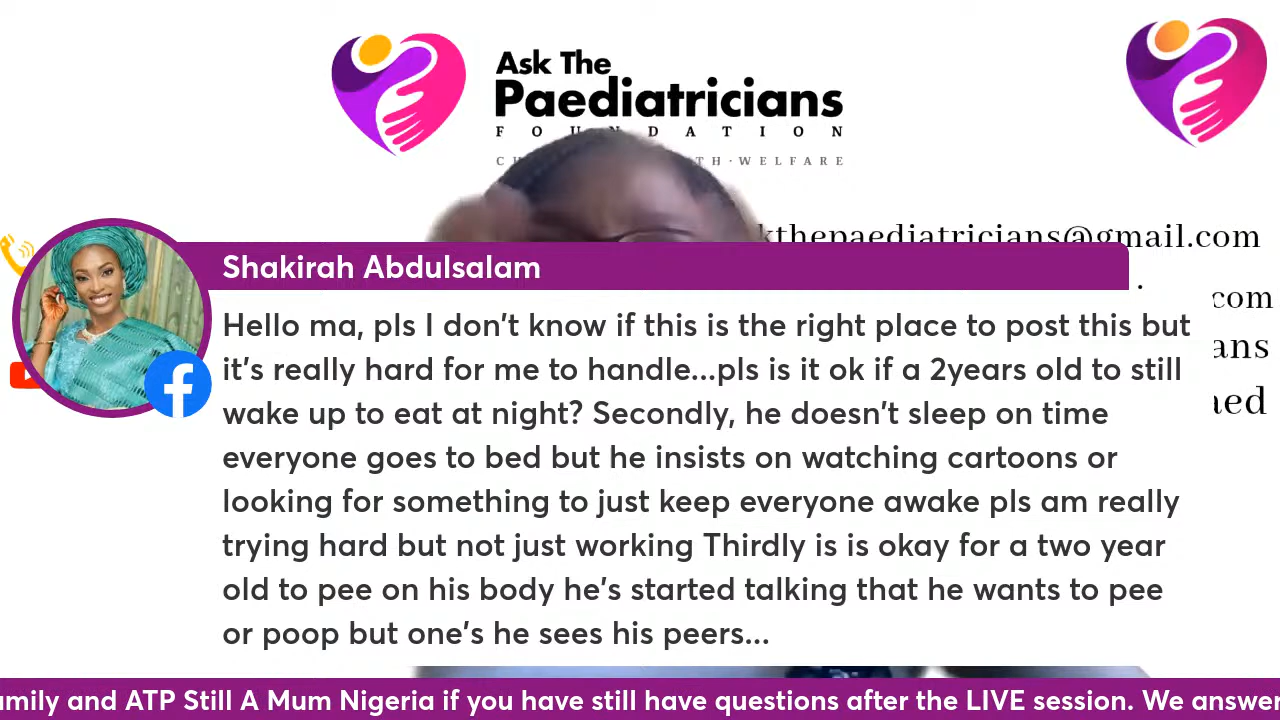 Ask The
Paediatricians
FOUNDATION
WELFARE
@gmail.com
Shakirah Abdulsalam
.com
Hello ma, pls I don't know if this is the right place to post this but
it's really hard for me to handle...pls is it ok if a 2years old to still
wake up to eat at night? Secondly, he doesn't sleep on time
everyone goes to bed but he insists on watching cartoons or
looking for something to just keep everyone awake pls am really
trying hard but not just working Thirdly is is okay for a two year
old to pee on his body he's started talking that he wants to pee
or poop but one's he sees his peers...
and ATP Still A Mum Nigeria if you have still have questions after the LIVE session. We answer